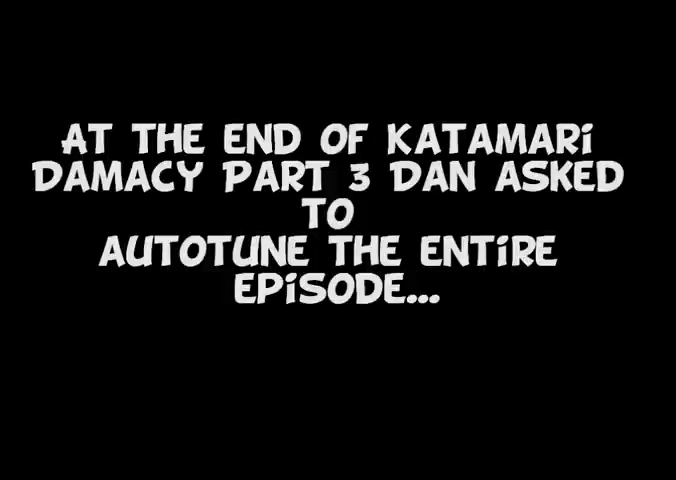 AT THE END OF KATAMARI
DAMACY PART 3 DAN ASKED
TO
AUTOTUNE THE ENTIRE
EPISODE...